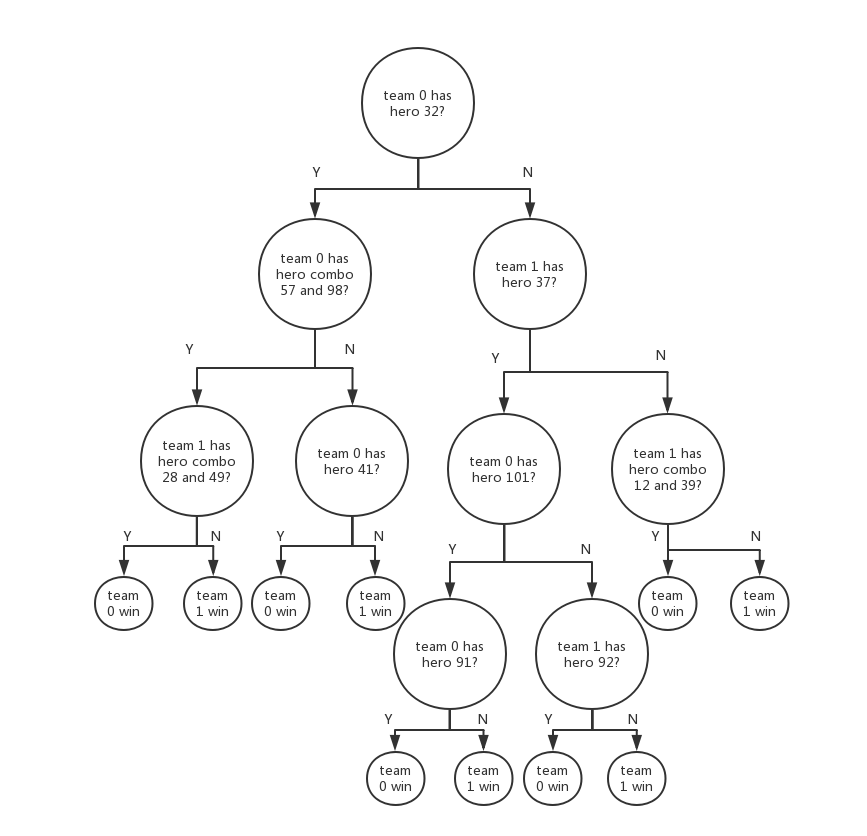 team 0 has
hero 32?
Y
N
team 0 has
hero combo
57 and 98?
team 1 has
hero 37?
Y
N
Y
N
team 1 has
hero combo
28 and 49?
team 0 has
hero 41?
team 0 has
hero 101?
team 1 has
hero combo
12 and 39?
Y
N
Y
N
Y
N
Y
N
team
0 win
team
1 win
team
0 win
team
1 win
team
0 win
team
1 win
team 0 has
hero 91?
team 1 has
hero 92?
Y
N
Y
N
team
0 win
team
1 win
team
0 win
team
1 win